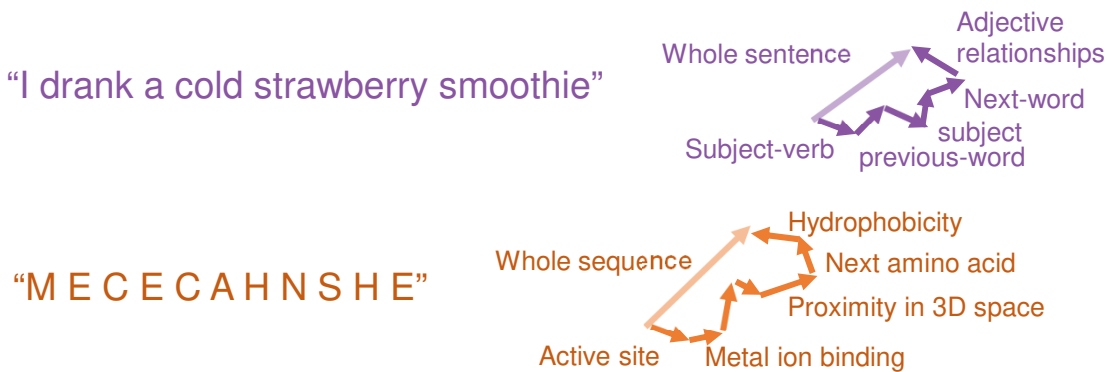 “I drank a cold strawberry smoothie”
Whole sentence
Adjective
relationships
Next-word
subject
previous-word
Subject-verb
“M E C E C A H N S H E”
Whole sequence
Hydrophobicity
Next amino acid
Proximity in 3D space
Metal ion binding
Active site